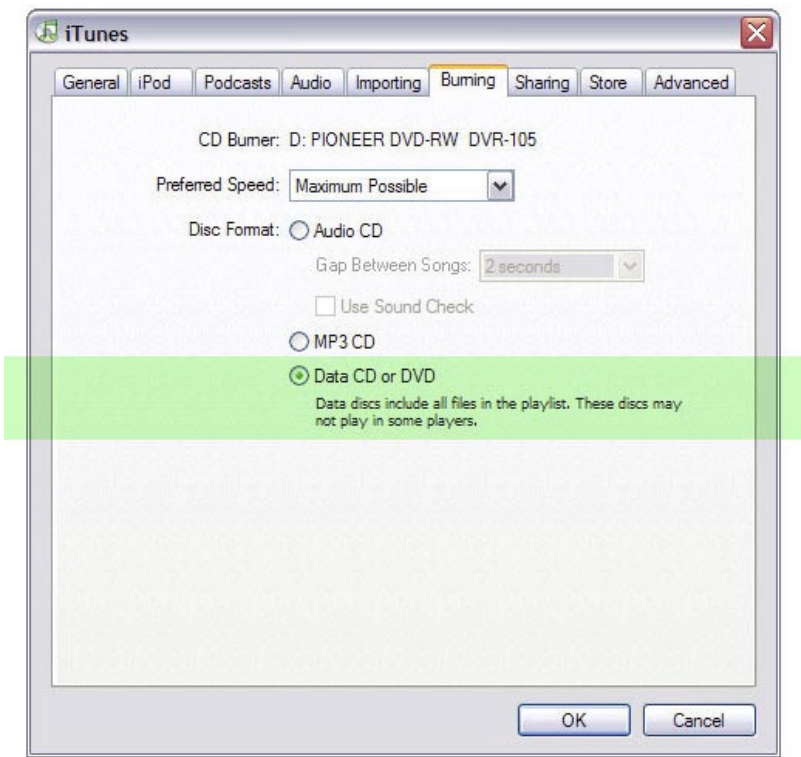 iTunes
General iPod Podcasts Audio Importing Burning Sharing Store Advanced
CD Burner: D: PIONEER DVD-RW DVR-105
Preferred Speed: Maximum Possible
Disc Format: Audio CD
Gap Between Songs: 2 seconds
Use Sound Check
MP3 CD
Data CD or DVD
Data discs include all files in the playlist. These discs may
not play in some players.
OK Cancel